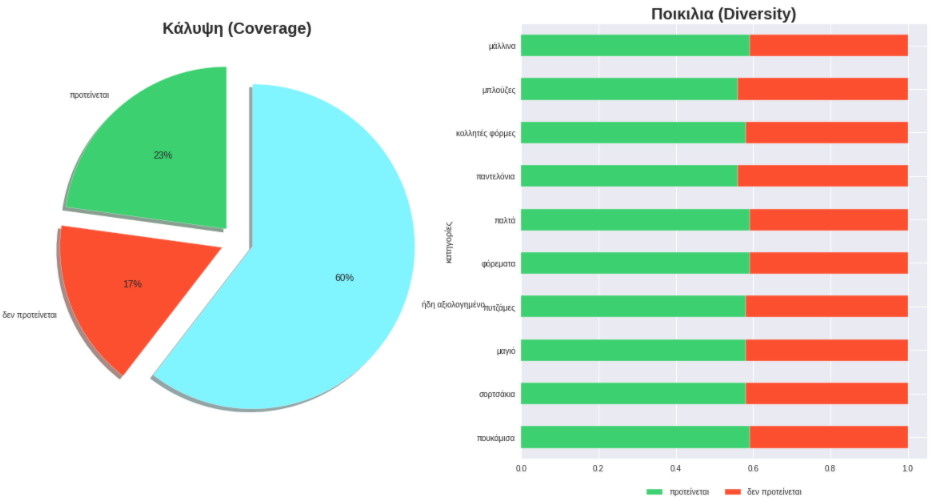 Κάλυψη (Coverage)
προτείνεται
23%
17%
δεν προτείνεται
60%
ήδη αξιολογημένο
Ποικιλια (Diversity)
κατηγορίες
μάλλινα
μπλούζες
κολλητές φόρμες
παντελόνια
παλτά
φόρεματα
πυτζάμες
μαγιό
σορτσάκια
πουκάμισα
0.0 0.2 0.4 0.6 0.8 1.0
προτείνεται δεν προτείνεται